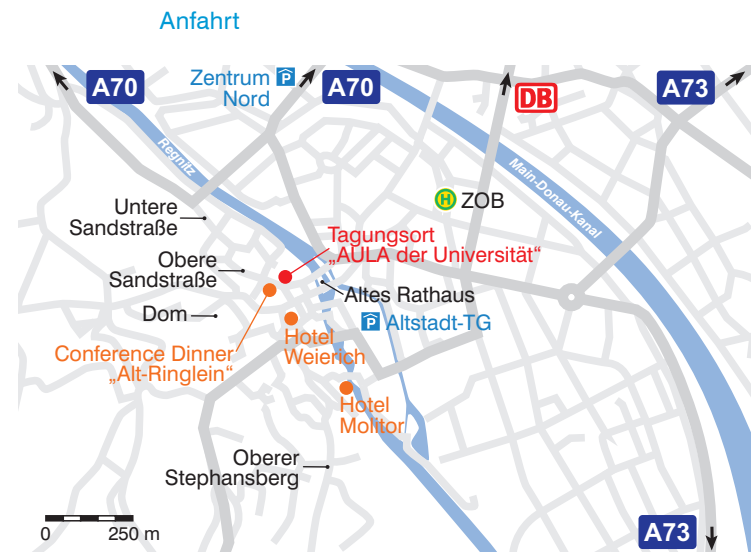 Anfahrt
A70
Zentrum P
Nord
A70
DB
A73
Regnitz
Main-Donau-Kanal
H ZOB
Untere
Sandstraße
Tagungsort
„AULA der Universität“
Obere
Sandstraße
Altes Rathaus
Dom
P Altstadt-TG
Hotel
Weierich
Conference Dinner
„Alt-Ringlein“
Hotel
Molitor
Oberer
Stephansberg
0 250 m
A73